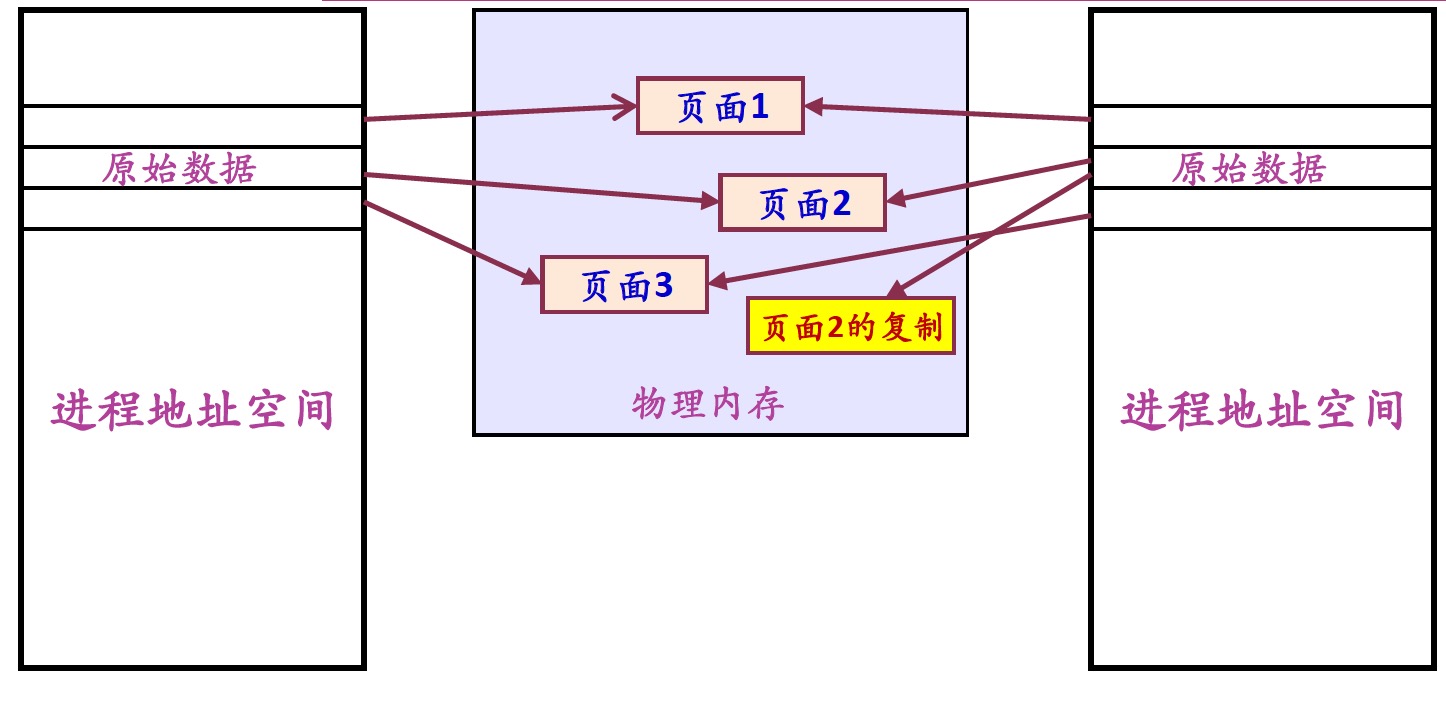 页面1
原始数据
原始数据
页面2
页面3
页面2的复制
进程地址空间
物理内存
进程地址空间